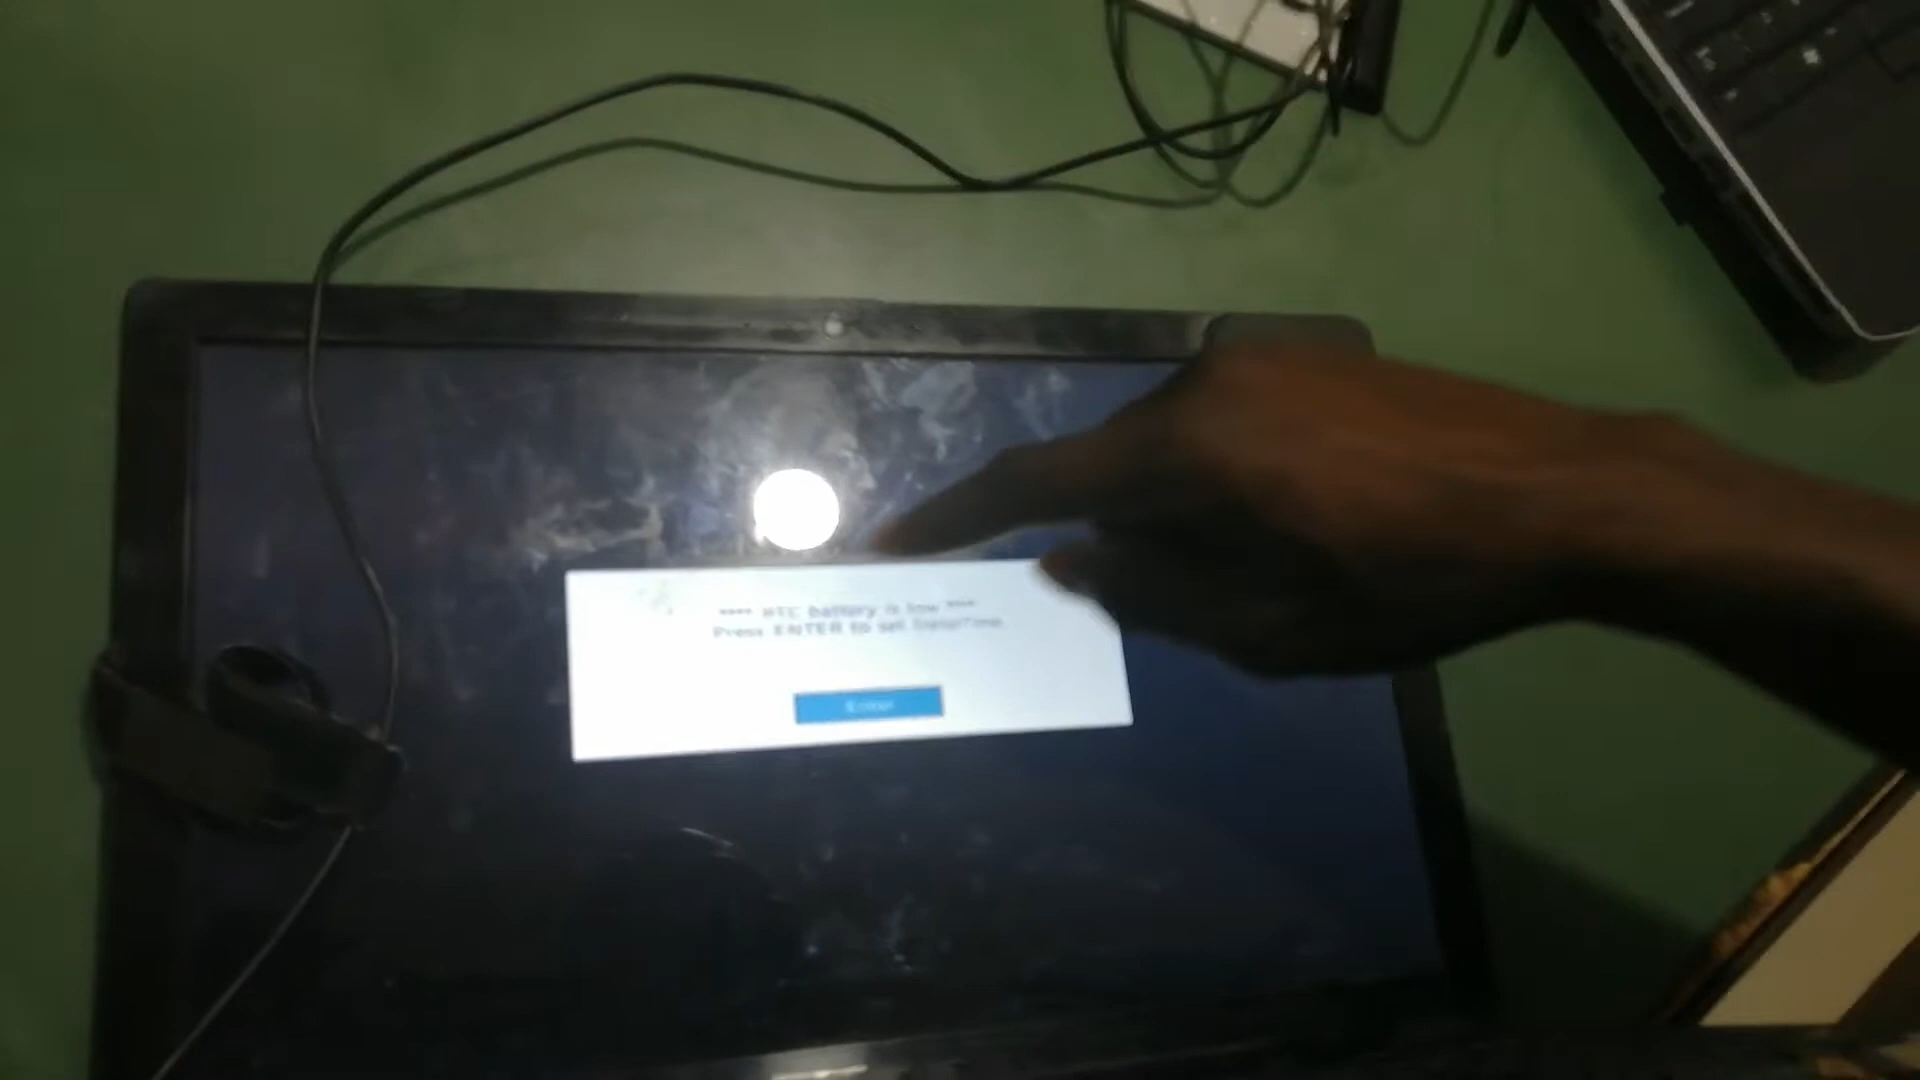 **** RTC battery is low ****
Press ENTER to set Date/Time
Enter